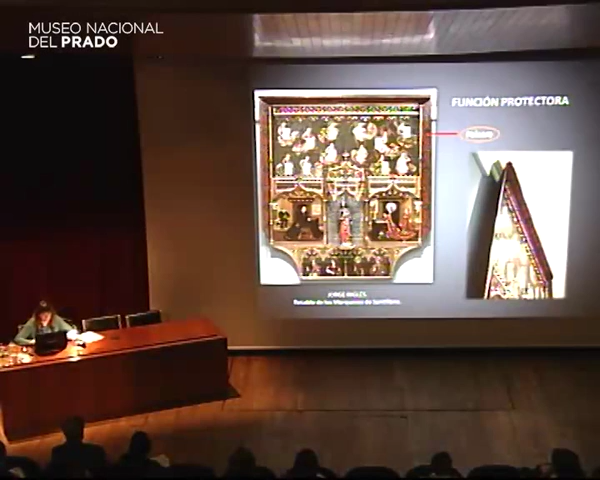 MUSEO NACIONAL
DEL PRADO
FUNCIÓN PROTECTORA
JORGE INGLÉS
Retablo de los Marqueses de Santillana.